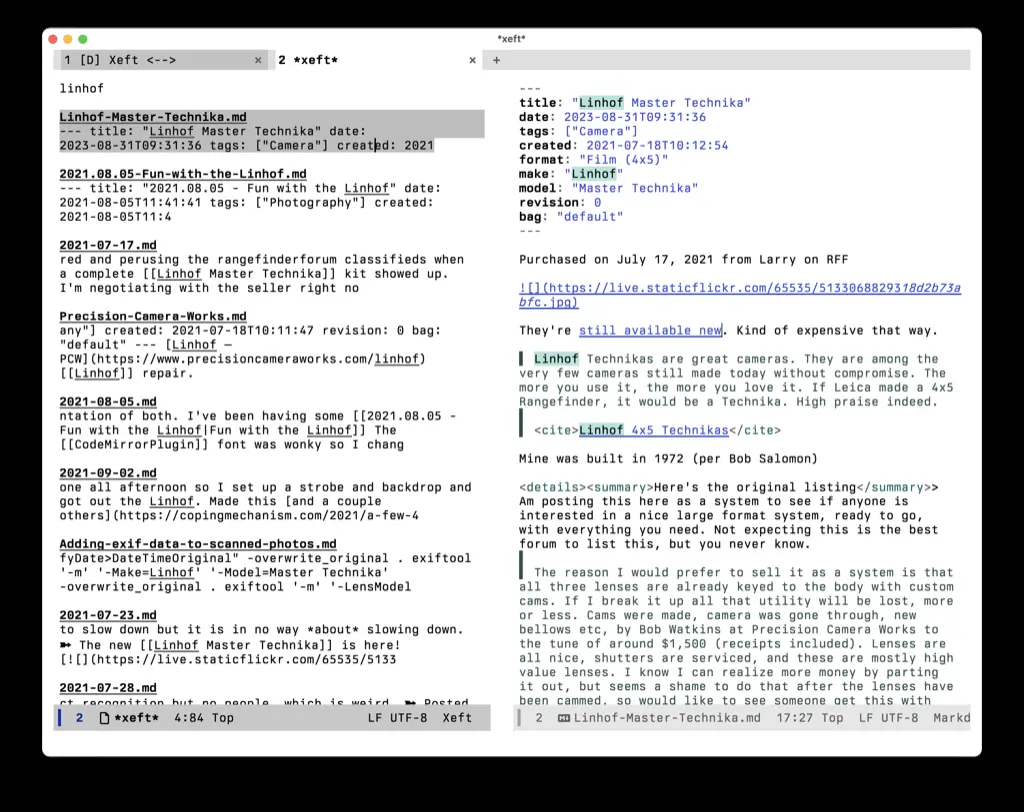 *xeft*
1 [D] Xeft <--> × 2 *xeft* × +
linhof
Linhof-Master-Technika.md
--- title: "Linhof Master Technika" date:
2023-08-31T09:31:36 tags: ["Camera"] created: 2021
2021.08.05-Fun-with-the-Linhof.md
--- title: "2021.08.05 - Fun with the Linhof" date:
2021-08-05T11:41:41 tags: ["Photography"] created:
2021-08-05T11:4
2021-07-17.md
red and perusing the rangefinderforum classifieds when
a complete [[Linhof Master Technika]] kit showed up.
I'm negotiating with the seller right no
Precision-Camera-Works.md
any"] created: 2021-07-18T10:11:47 revision: 0 bag:
"default" --- [Linhof —
PCW](https://www.precisioncameraworks.com/linhof)
[[Linhof]] repair.
2021-08-05.md
ntation of both. I've been having some [[2021.08.05 -
Fun with the Linhof|Fun with the Linhof]] The
[[CodeMirrorPlugin]] font was wonky so I chang
2021-09-02.md
one all afternoon so I set up a strobe and backdrop and
got out the Linhof. Made this [and a couple
others](https://copingmechanism.com/2021/a-few-4
Adding-exif-data-to-scanned-photos.md
fyDate>DateTimeOriginal" -overwrite_original . exiftool
'-m' '-Make=Linhof' '-Model=Master Technika'
-overwrite_original . exiftool '-m' '-LensModel
2021-07-23.md
to slow down but it is in no way *about* slowing down.
➽ The new [[Linhof Master Technika]] is here!
[![](https://live.staticflickr.com/65535/5133
2021-07-28.md
ct recognition but no people, which is weird. ➽ Posted
2 *xeft* 4:84 Top LF UTF-8 Xeft
---
title: "Linhof Master Technika"
date: 2023-08-31T09:31:36
tags: ["Camera"]
created: 2021-07-18T10:12:54
format: "Film (4x5)"
make: "Linhof"
model: "Master Technika"
revision: 0
bag: "default"
---
Purchased on July 17, 2021 from Larry on RFF
![](https://live.staticflickr.com/65535/5133068829318d2b73a
bfc.jpg)
They're still available new. Kind of expensive that way.
Linhof Technikas are great cameras. They are among the
very few cameras still made today without compromise. The
more you use it, the more you love it. If Leica made a 4x5
Rangefinder, it would be a Technika. High praise indeed.
<cite>Linhof 4x5 Technikas</cite>
Mine was built in 1972 (per Bob Salomon)
<details><summary>Here's the original listing</summary>>
Am posting this here as a system to see if anyone is
interested in a nice large format system, ready to go,
with everything you need. Not expecting this is the best
forum to list this, but you never know.
The reason I would prefer to sell it as a system is that
all three lenses are already keyed to the body with custom
cams. If I break it up all that utility will be lost, more
or less. Cams were made, camera was gone through, new
bellows etc, by Bob Watkins at Precision Camera Works to
the tune of around $1,500 (receipts included). Lenses are
all nice, shutters are serviced, and these are mostly high
value lenses. I know I can realize more money by parting
it out, but seems a shame to do that after the lenses have
been cammed, so would like to see someone get this with
2 Linhof-Master-Technika.md 17:27 Top LF UTF-8 Markd